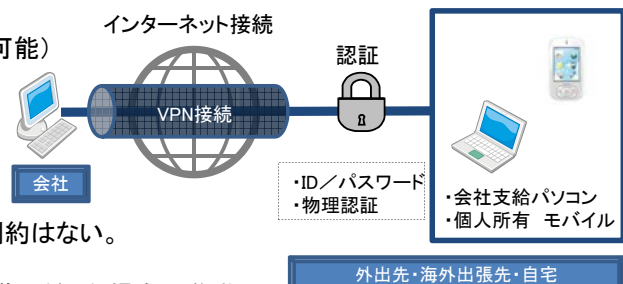 インターネット接続
可能)
認証
VPN接続
会社
・ID/パスワード
・物理認証
・会社支給パソコン
・個人所有 モバイル
約はない。
外出先・海外出張先・自宅